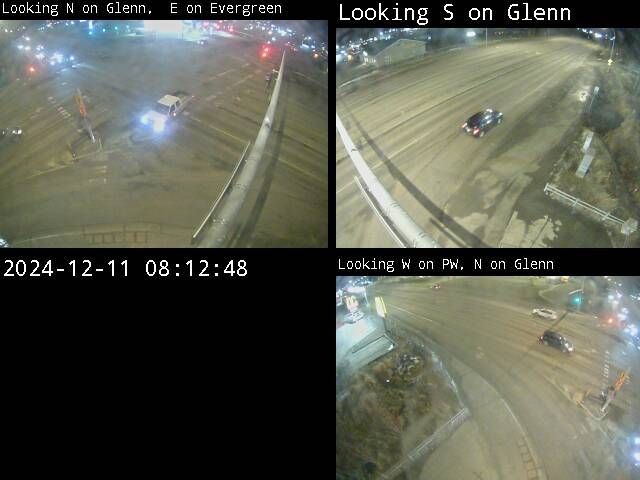 Looking N on Glenn,  E on Evergreen
Looking S on Glenn
2024-12-11 08:12:48
Looking W on PW, N on Glenn